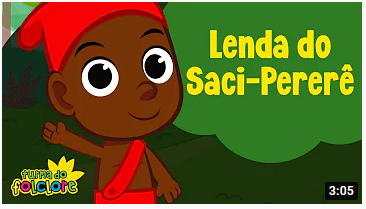 Lenda do
Saci-Pererê
turma do
folclore
3:05